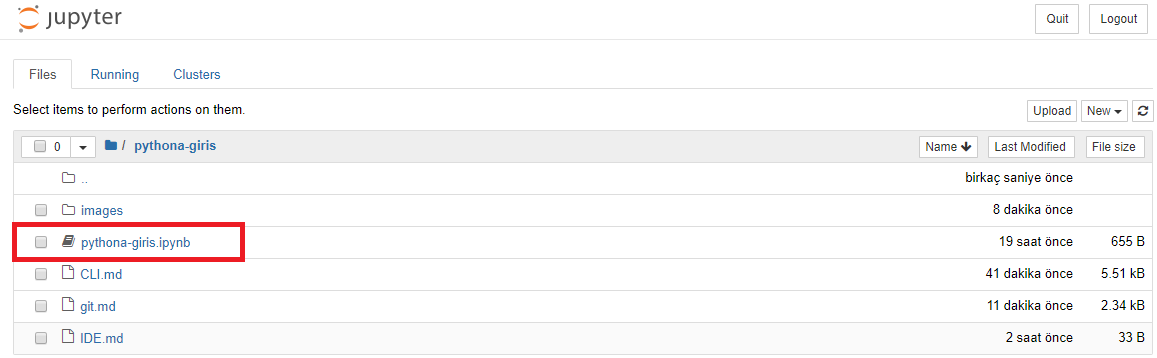 jupyter Quit Logout
Files Running Clusters
Select items to perform actions on them. Upload New
0 / pythona-giris Name Last Modified File size
.. birkaç saniye önce
images 8 dakika önce
pythona-giris.ipynb 19 saat önce 655 B
CLI.md 41 dakika önce 5.51 kB
git.md 11 dakika önce 2.34 kB
IDE.md 2 saat önce 33 B